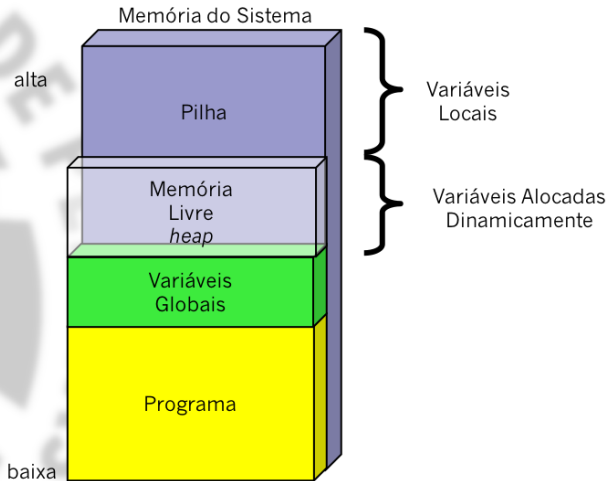 Memória do Sistema
alta
Pilha
Variáveis
Locais
Memória
Livre
heap
Variáveis Alocadas
Dinamicamente
Variáveis
Globais
Programa
baixa